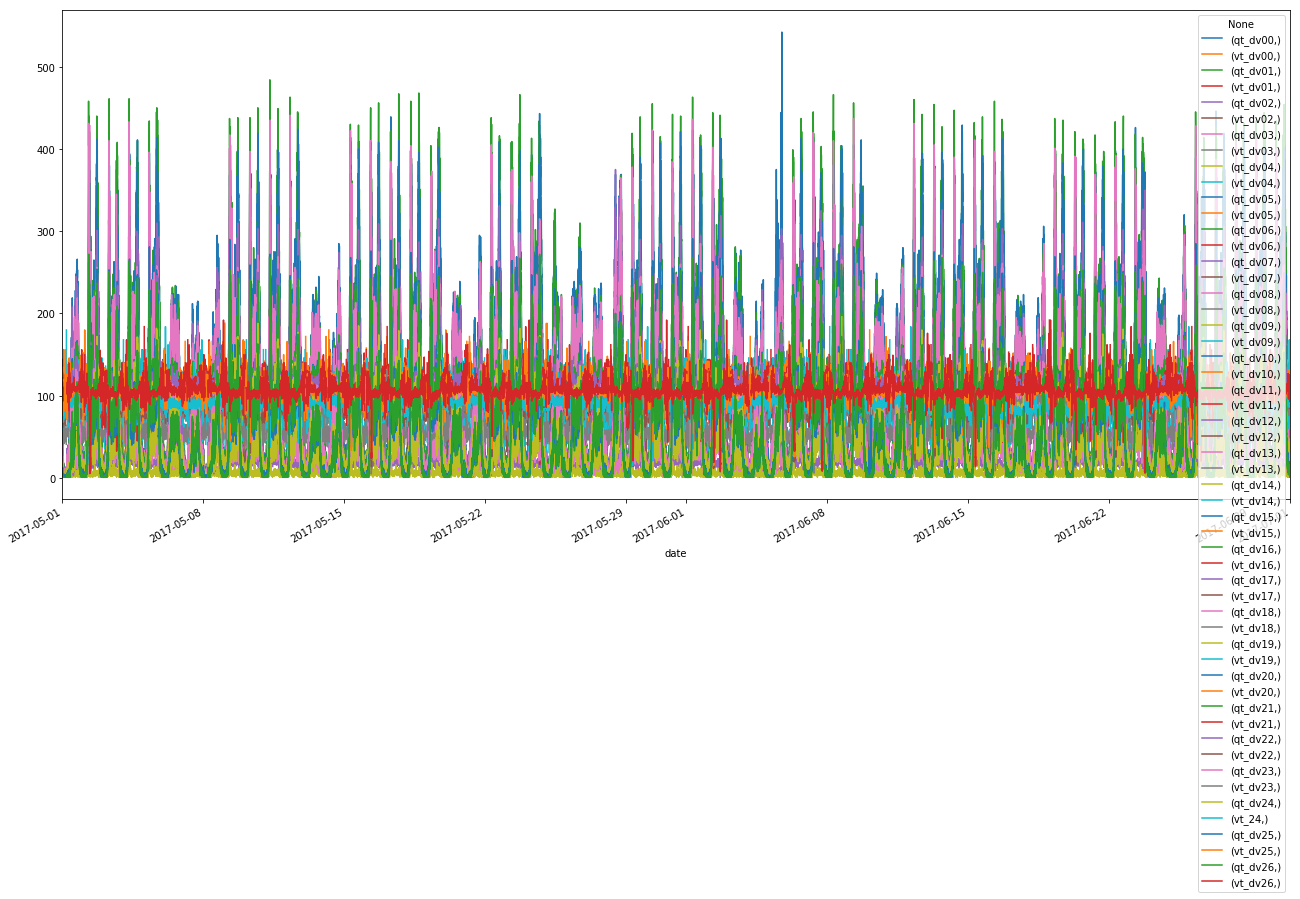 None
(qt_dv00,)
(vt_dv00,)
(qt_dv01,)
(vt_dv01,)
(qt_dv02,)
(vt_dv02,)
(qt_dv03,)
(vt_dv03,)
(qt_dv04,)
(vt_dv04,)
(qt_dv05,)
(vt_dv05,)
(qt_dv06,)
(vt_dv06,)
(qt_dv07,)
(vt_dv07,)
(qt_dv08,)
(vt_dv08,)
(qt_dv09,)
(vt_dv09,)
(qt_dv10,)
(vt_dv10,)
(qt_dv11,)
(vt_dv11,)
(qt_dv12,)
(vt_dv12,)
(qt_dv13,)
(vt_dv13,)
(qt_dv14,)
(vt_dv14,)
(qt_dv15,)
(vt_dv15,)
(qt_dv16,)
(vt_dv16,)
(qt_dv17,)
(vt_dv17,)
(qt_dv18,)
(vt_dv18,)
(qt_dv19,)
(vt_dv19,)
(qt_dv20,)
(vt_dv20,)
(qt_dv21,)
(vt_dv21,)
(qt_dv22,)
(vt_dv22,)
(qt_dv23,)
(vt_dv23,)
(qt_dv24,)
(vt_24,)
(qt_dv25,)
(vt_dv25,)
(qt_dv26,)
(vt_dv26,)
500
400
300
200
100
0
2017-05-01
2017-05-08
2017-05-15
2017-05-22
2017-05-29
2017-06-01
2017-06-08
2017-06-15
2017-06-22
date